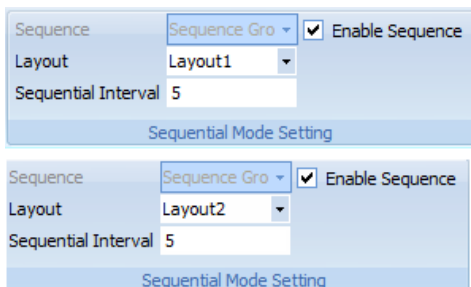 Sequence Sequence Gro Enable Sequence
Layout Layout1
Sequential Interval 5
Sequential Mode Setting
Sequence Sequence Gro Enable Sequence
Layout Layout2
Sequential Interval 5
Sequential Mode Setting